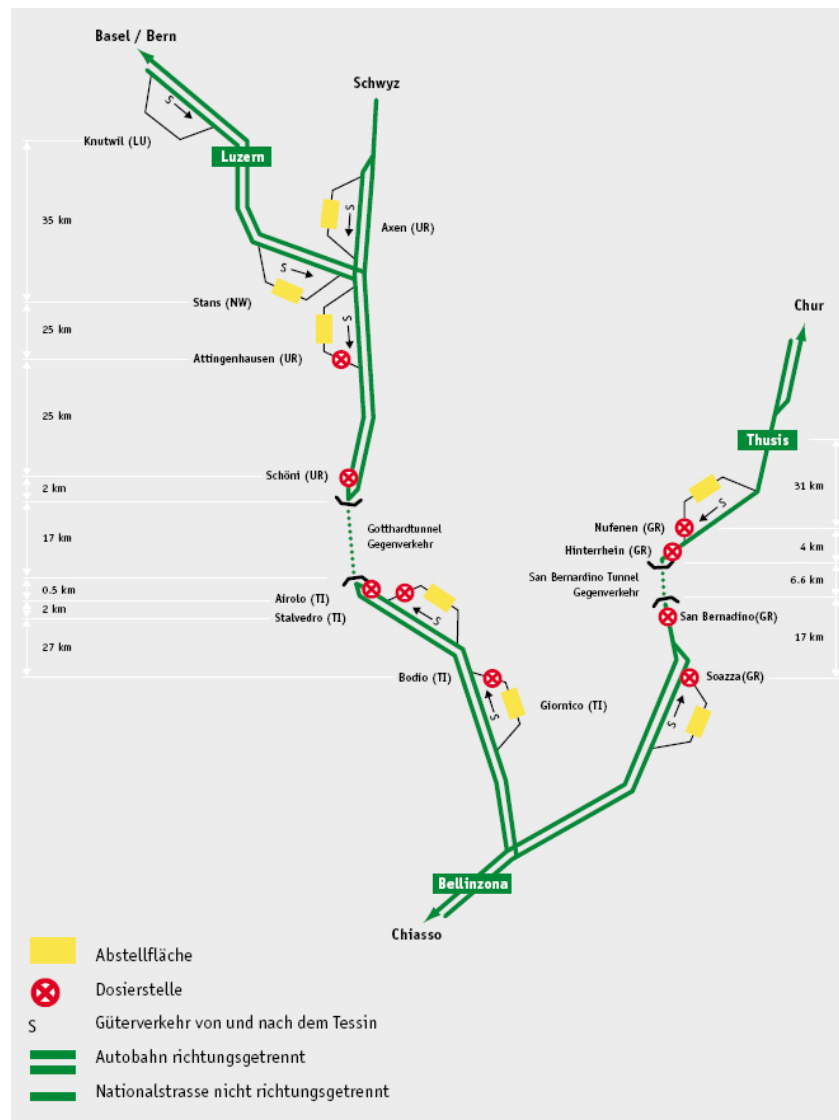 Basel / Bern
Schwyz
S
Knutwil (LU)
Luzern
35 km
S
Axen (UR)
S
Stans (NW)
Chur
25 km
S
Attingenhausen (UR)
25 km
Thusis
Schöni (UR)
2 km
31 km
S
17 km
Gotthardtunnel
Gegenverkehr
Nufenen (GR)
Hinterrhein (GR)
4 km
San Bernardino Tunnel
Gegenverkehr
6.6 km
0.5 km
Airolo (TI)
2 km
Stalvedro (TI)
S
San Bernadino(GR)
17 km
27 km
Bodio (TI)
Soazza(GR)
S
Giornico (TI)
S
Bellinzona
Chiasso
Abstellfläche
Dosierstelle
S Güterverkehr von und nach dem Tessin
Autobahn richtungsgetrennt
Nationalstrasse nicht richtungsgetrennt